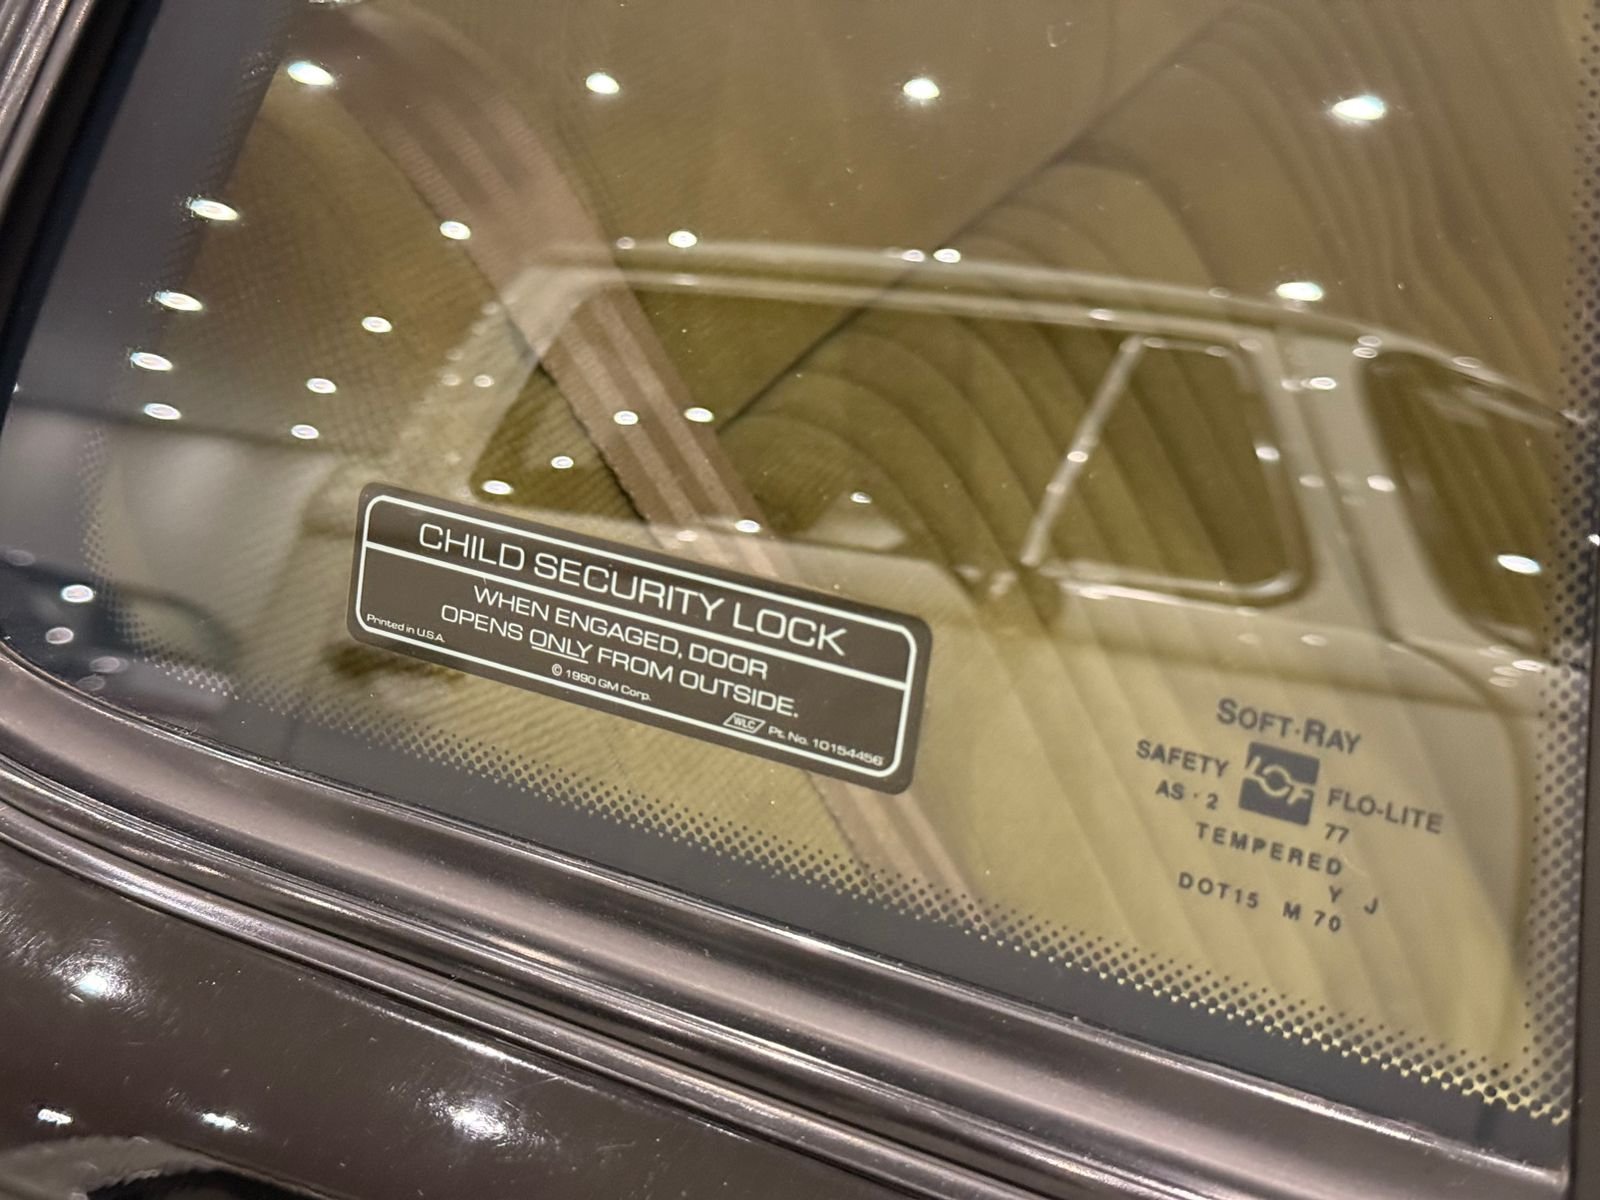 CHILD SECURITY LOCK
WHEN ENGAGED, DOOR
OPENS ONLY FROM OUTSIDE.
Printed in U.S.A.
© 1990 GM Corp.
WLC Pt. No. 10154456
SOFT·RAY
SAFETY LOF FLO-LITE
AS·2 77
TEMPERED
Y J
DOT15 M 70